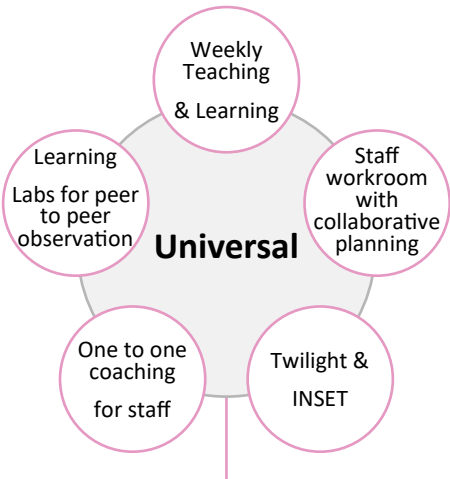 Weekly
Teaching
& Learning
Learning
Labs for peer
to peer
observation
Staff
workroom
with
collaborative
planning
Universal
One to one
coaching
for staff
Twilight &
INSET